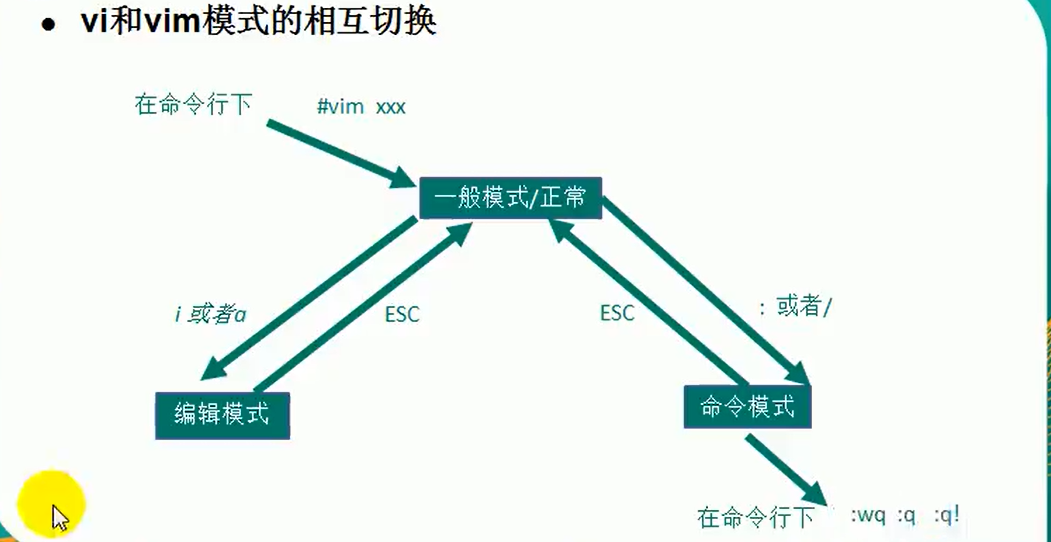 ● vi和vim模式的相互切换
在命令行下 #vim xxx
一般模式/正常
i 或者a ESC ESC : 或者/
编辑模式 命令模式
在命令行下 :wq :q :q!